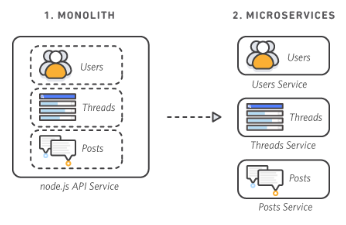 1. MONOLITH
Users
Threads
Posts
node.js API Service
2. MICROSERVICES
Users
Users Service
Threads
Threads Service
Posts
Posts Service